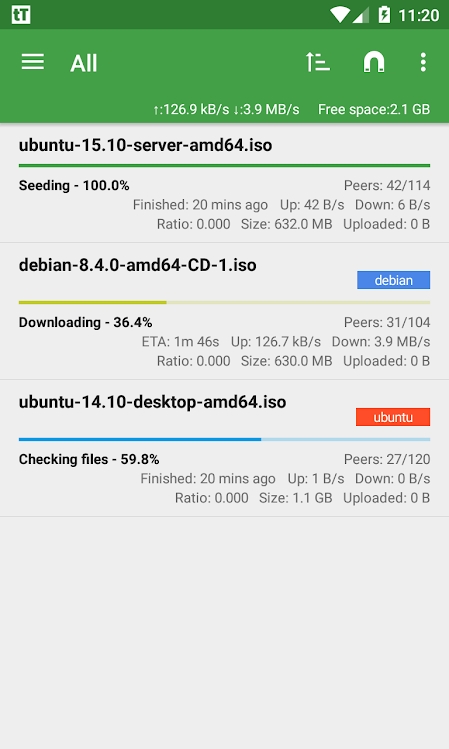 tT 11:20
All
↑:126.9 kB/s ↓:3.9 MB/s Free space:2.1 GB
ubuntu-15.10-server-amd64.iso
Seeding - 100.0% Peers: 42/114
Finished: 20 mins ago Up: 42 B/s Down: 6 B/s
Ratio: 0.000 Size: 632.0 MB Uploaded: 0 B
debian-8.4.0-amd64-CD-1.iso
debian
Downloading - 36.4% Peers: 31/104
ETA: 1m 46s Up: 126.7 kB/s Down: 3.9 MB/s
Ratio: 0.000 Size: 630.0 MB Uploaded: 0 B
ubuntu-14.10-desktop-amd64.iso
ubuntu
Checking files - 59.8% Peers: 27/120
Finished: 20 mins ago Up: 1 B/s Down: 0 B/s
Ratio: 0.000 Size: 1.1 GB Uploaded: 0 B